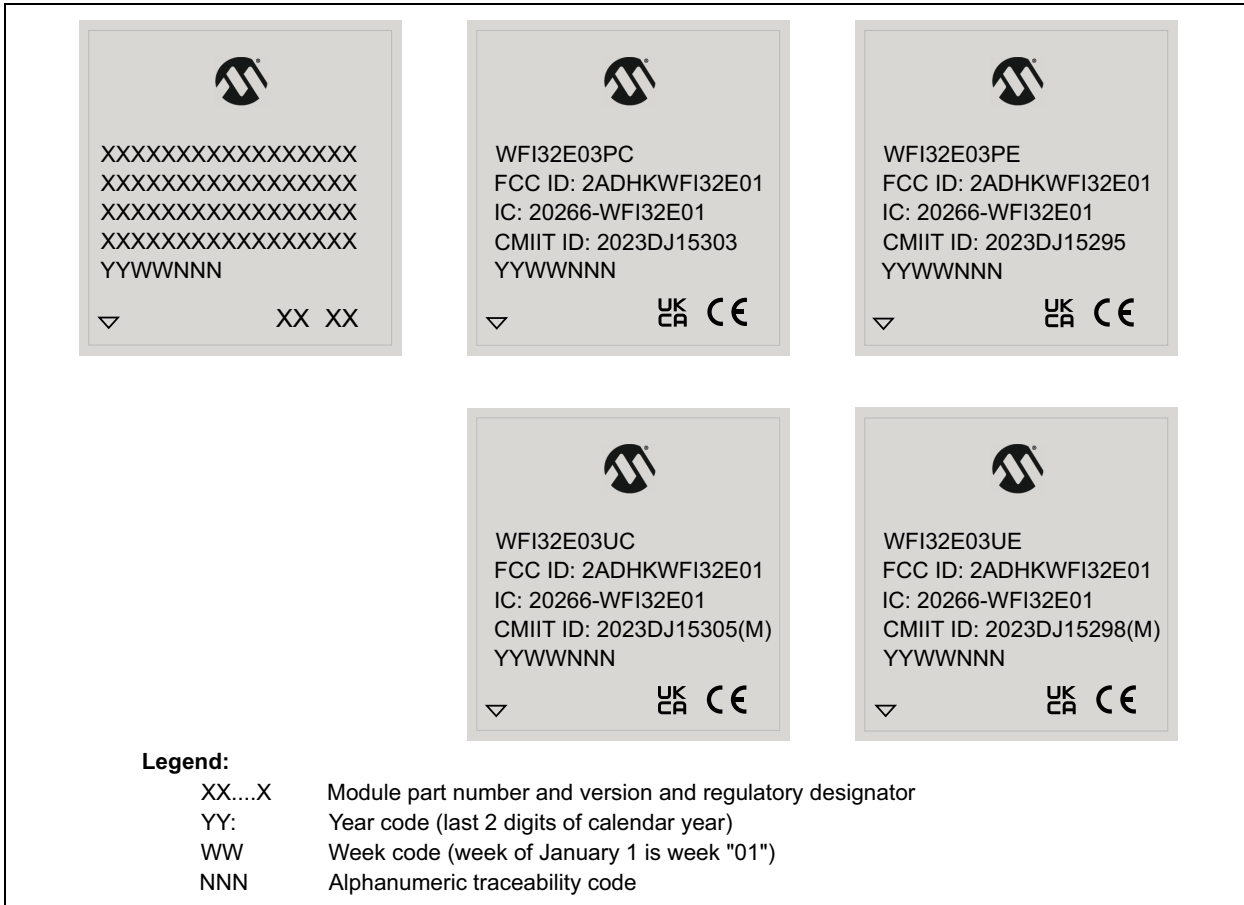 XXXXXXXXXXXXXXXXX
XXXXXXXXXXXXXXXXX
XXXXXXXXXXXXXXXXX
XXXXXXXXXXXXXXXXX
YYWWNNN
XX XX
WFI32E03PC
FCC ID: 2ADHKWFI32E01
IC: 20266-WFI32E01
CMIIT ID: 2023DJ15303
YYWWNNN
UK
CA CE
WFI32E03PE
FCC ID: 2ADHKWFI32E01
IC: 20266-WFI32E01
CMIIT ID: 2023DJ15295
YYWWNNN
UK
CA CE
WFI32E03UC
FCC ID: 2ADHKWFI32E01
IC: 20266-WFI32E01
CMIIT ID: 2023DJ15305(M)
YYWWNNN
UK
CA CE
WFI32E03UE
FCC ID: 2ADHKWFI32E01
IC: 20266-WFI32E01
CMIIT ID: 2023DJ15298(M)
YYWWNNN
UK
CA CE
Legend:
XX....X Module part number and version and regulatory designator
YY: Year code (last 2 digits of calendar year)
WW Week code (week of January 1 is week "01")
NNN Alphanumeric traceability code